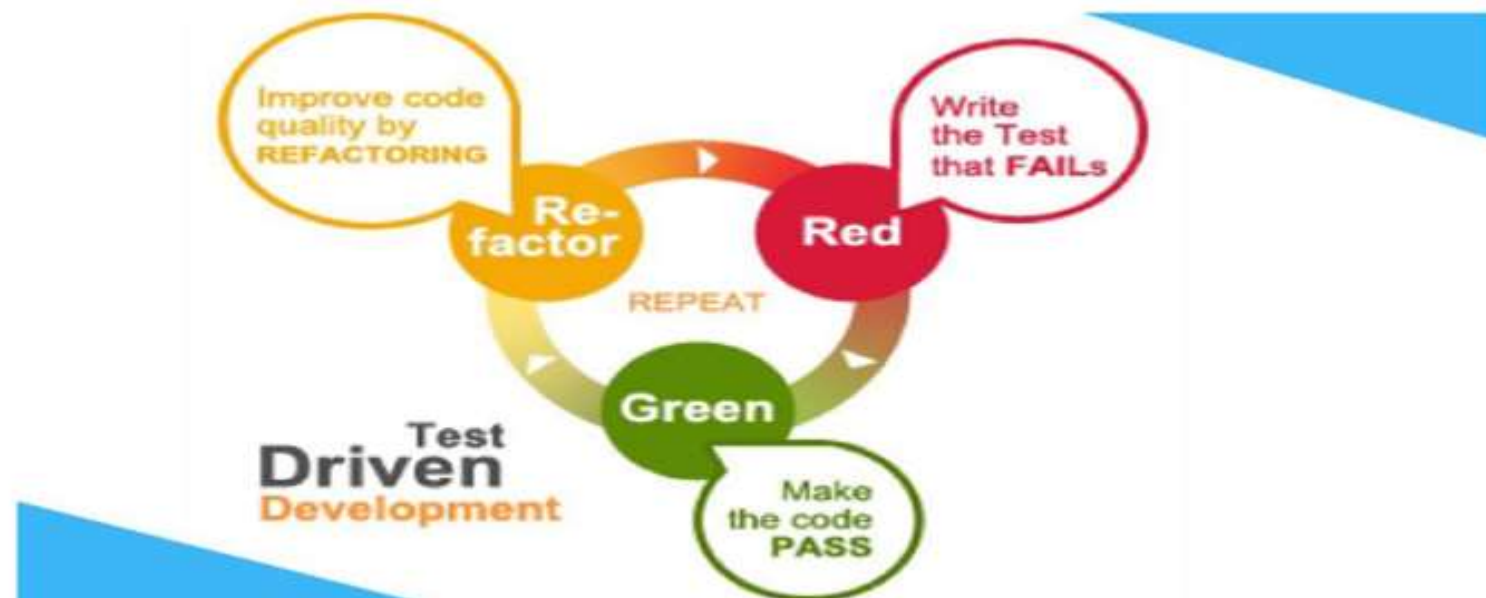 Improve code
quality by
REFACTORING
Write
the Test
that FAILs
Re-
factor
Red
REPEAT
Green
Test
Driven
Development
Make
the code
PASS